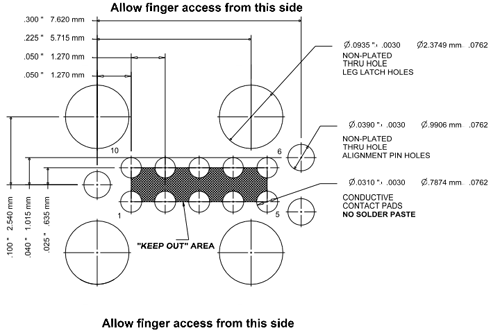 Allow finger access from this side
.300 " 7.620 mm
.225 " 5.715 mm
.050 " 1.270 mm
.050 " 1.270 mm
Ø.0935 " ± .0030 Ø2.3749 mm .0762
NON-PLATED
THRU HOLE
LEG LATCH HOLES
10
6
Ø.0390 " ± .0030 Ø.9906 mm .0762
NON-PLATED
THRU HOLE
ALIGNMENT PIN HOLES
Ø.0310 " ± .0030 Ø.7874 mm .0762
CONDUCTIVE
CONTACT PADS
NO SOLDER PASTE
1
5
"KEEP OUT" AREA
.100 " 2.540 mm
.040 " 1.015 mm
.025 " .635 mm
Allow finger access from this side